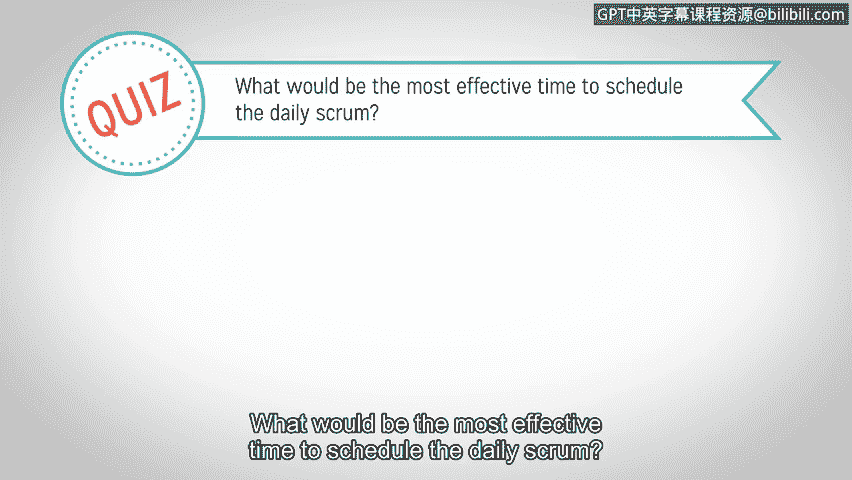 GPT中英字幕课程资源@bilibili.com
QUIZ
What would be the most effective time to schedule
the daily scrum?
What would be the most effective
time to schedule the daily scrum?